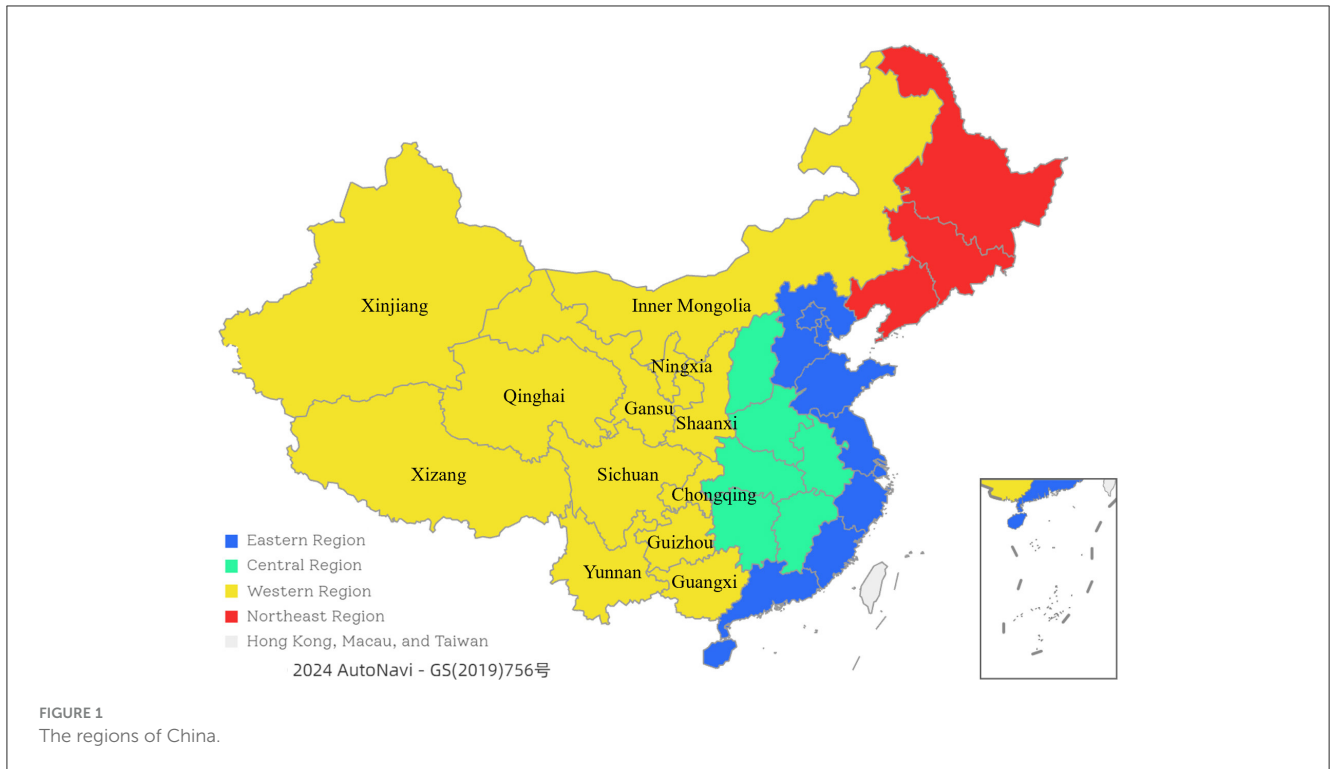 Xinjiang
Inner Mongolia
Ningxia
Qinghai
Gansu
Shaanxi
Xizang
Sichuan
Chongqing
Guizhou
Yunnan
Guangxi
Eastern Region
Central Region
Western Region
Northeast Region
Hong Kong, Macau, and Taiwan
2024 AutoNavi - GS(2019)756号
FIGURE 1
The regions of China.